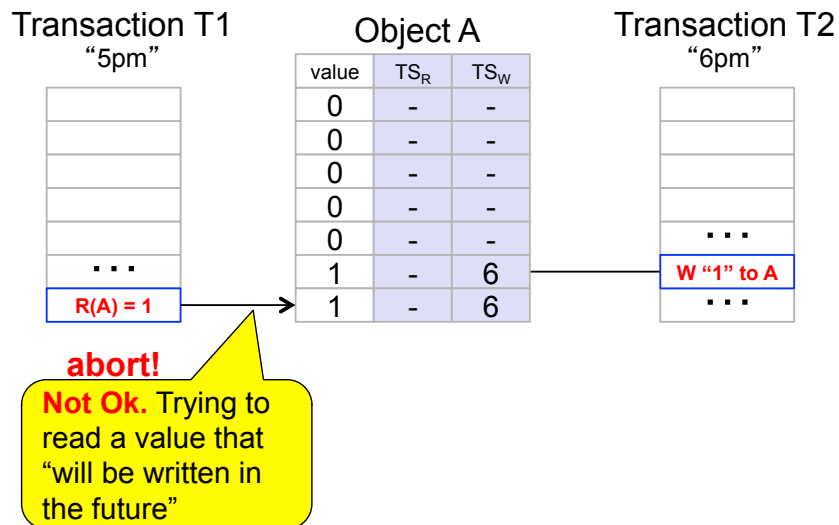 Transaction T1
“5pm”
Object A
Transaction T2
“6pm”
value TS_R TS_W
0 - -
0 - -
0 - -
0 - -
0 - -
1 - 6
1 - 6
...
R(A) = 1
...
W “1” to A
...
abort!
Not Ok. Trying to
read a value that
“will be written in
the future”